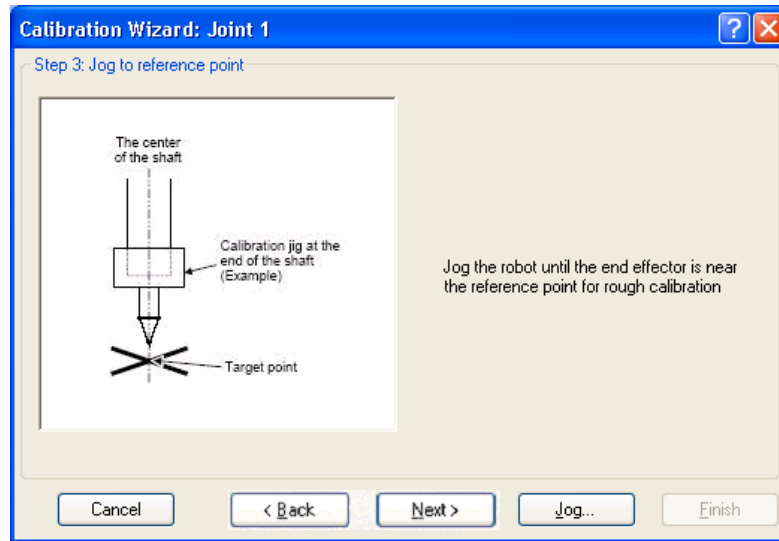 Calibration Wizard: Joint 1
Step 3: Jog to reference point
The center
of the shaft
Calibration jig at the
end of the shaft
(Example)
Target point
Jog the robot until the end effector is near
the reference point for rough calibration
Cancel
< Back
Next >
Jog...
Finish